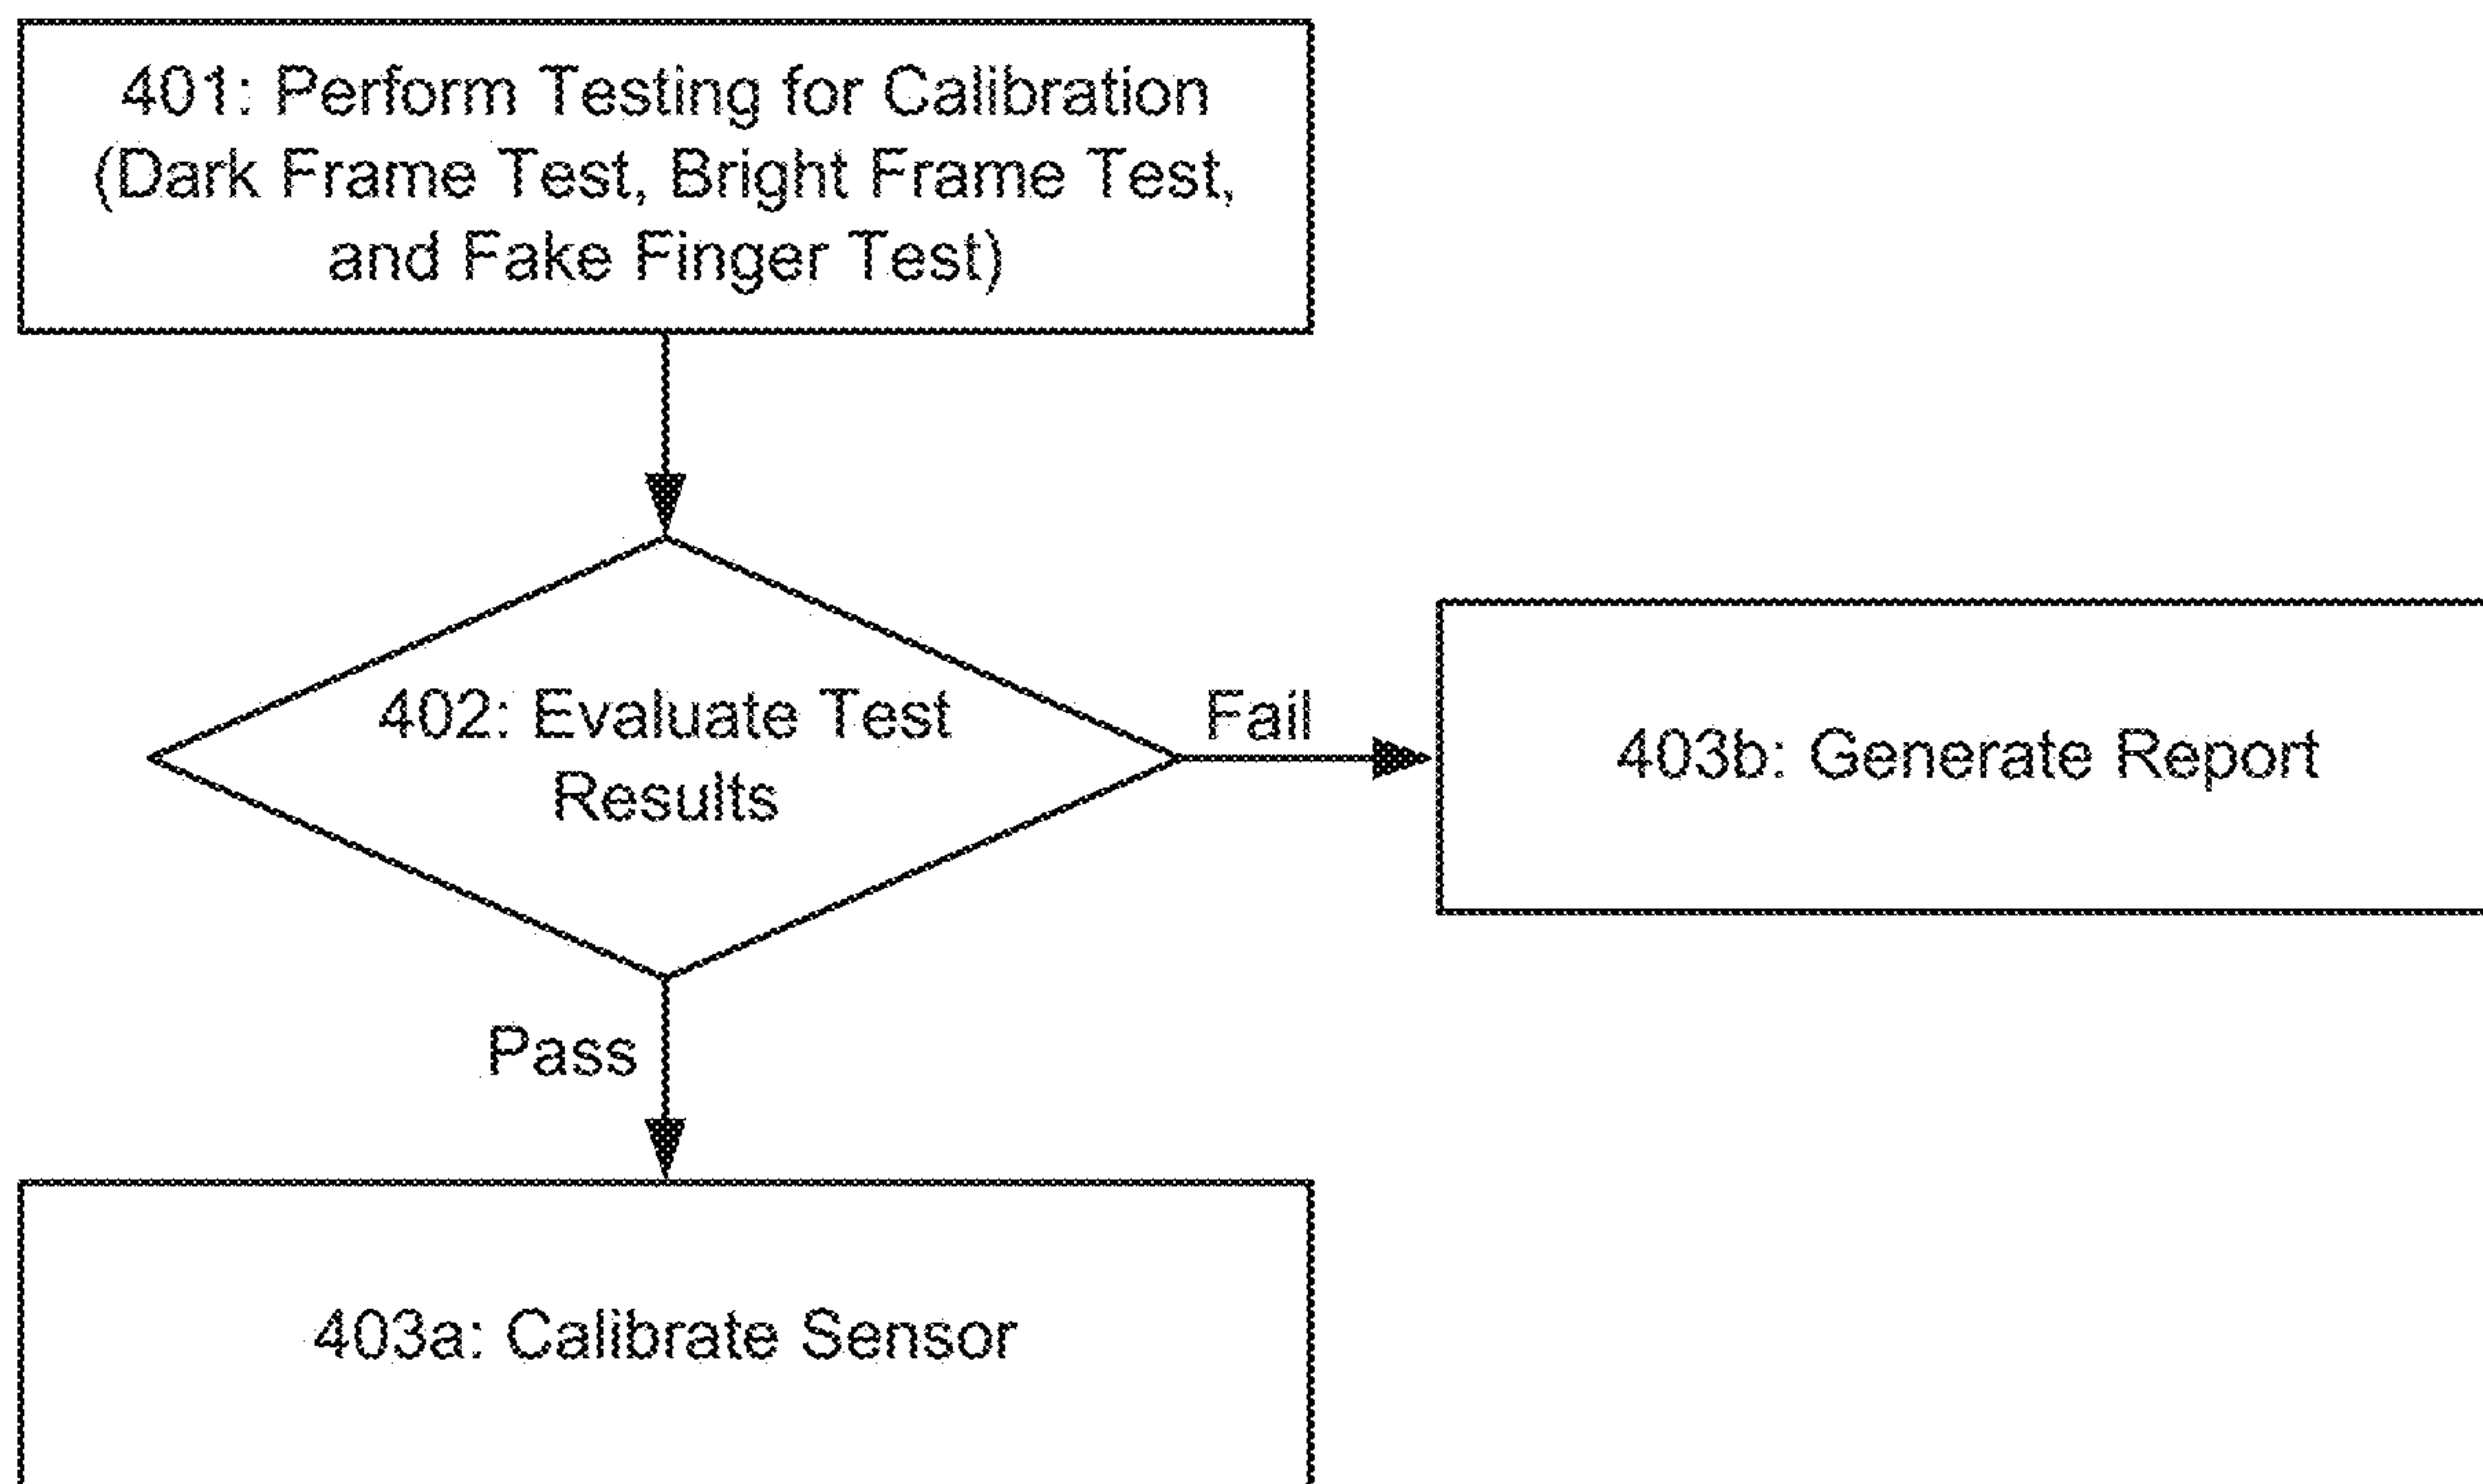 401: Perform Testing for Calibration
(Dark Frame Test, Bright Frame Test,
and Fake Finger Test)
402: Evaluate Test
Results
Fail
403b: Generate Report
Pass
403a: Calibrate Sensor